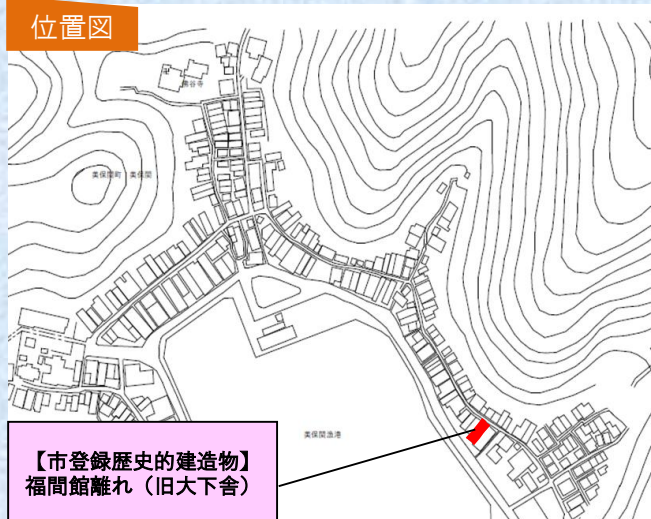 位置図
美保関町 美保関
美保関漁港
【市登録歴史的建造物】
福間館離れ（旧大下舎）